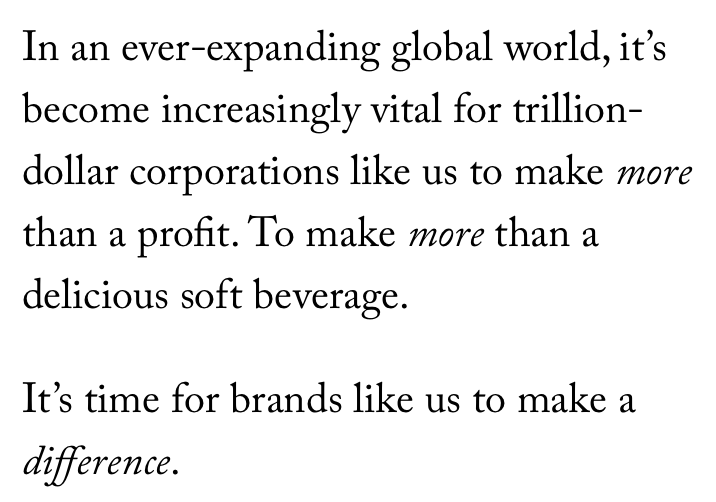 In an ever-expanding global world, it’s
become increasingly vital for trillion-
dollar corporations like us to make more
than a profit. To make more than a
delicious soft beverage.
It’s time for brands like us to make a
difference.